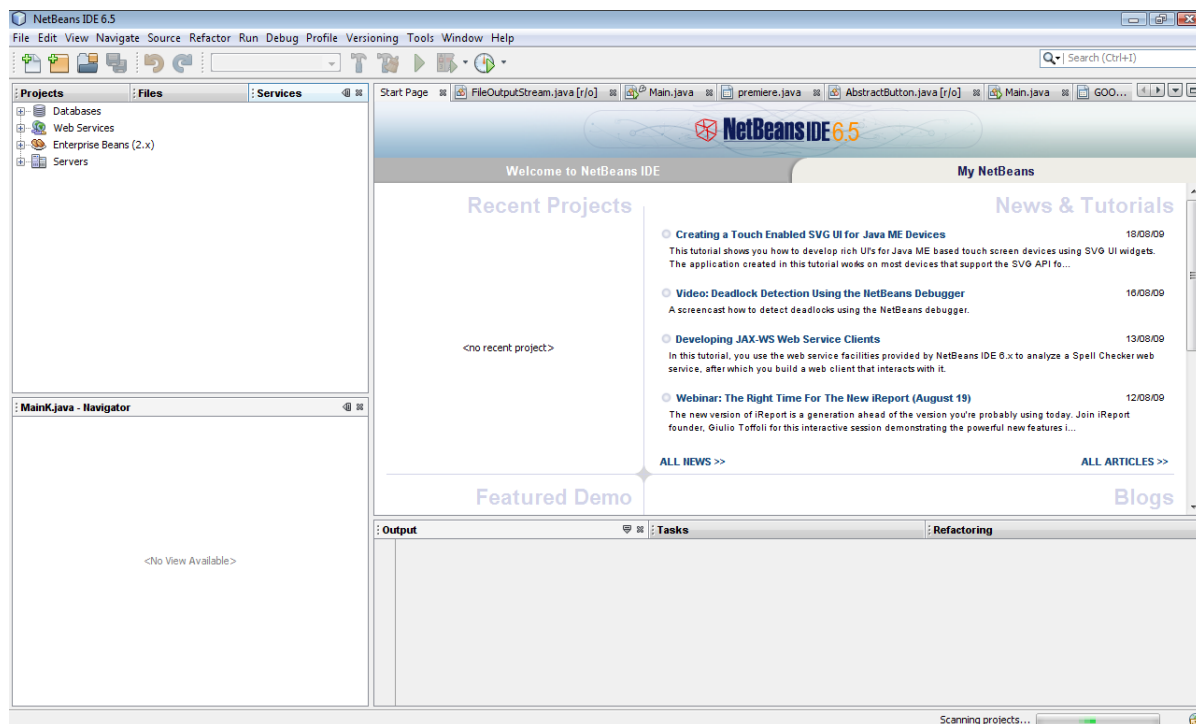 NetBeans IDE 6.5
File Edit View Navigate Source Refactor Run Debug Profile Versioning Tools Window Help
Search (Ctrl+I)
Projects Files Services
Databases
Web Services
Enterprise Beans (2.x)
Servers
MainK.java - Navigator
<No View Available>
Start Page FileOutputStream.java [r/o] Main.java premiere.java AbstractButton.java [r/o] Main.java GOO...
NetBeans IDE 6.5
Welcome to NetBeans IDE My NetBeans
Recent Projects
<no recent project>
Featured Demo
News & Tutorials
Creating a Touch Enabled SVG UI for Java ME Devices 18/08/09
This tutorial shows you how to develop rich UI's for Java ME based touch screen devices using SVG UI widgets.
The application created in this tutorial works on most devices that support the SVG API fo...
Video: Deadlock Detection Using the NetBeans Debugger 16/08/09
A screencast how to detect deadlocks using the NetBeans debugger.
Developing JAX-WS Web Service Clients 13/08/09
In this tutorial, you use the web service facilities provided by NetBeans IDE 6.x to analyze a Spell Checker web
service, after which you build a web client that interacts with it.
Webinar: The Right Time For The New iReport (August 19) 12/08/09
The new version of iReport is a generation ahead of the version you're probably using today. Join iReport
founder, Giulio Toffoli for this interactive session demonstrating the powerful new features i...
ALL NEWS >> ALL ARTICLES >>
Blogs
Output Tasks Refactoring
Scanning projects...